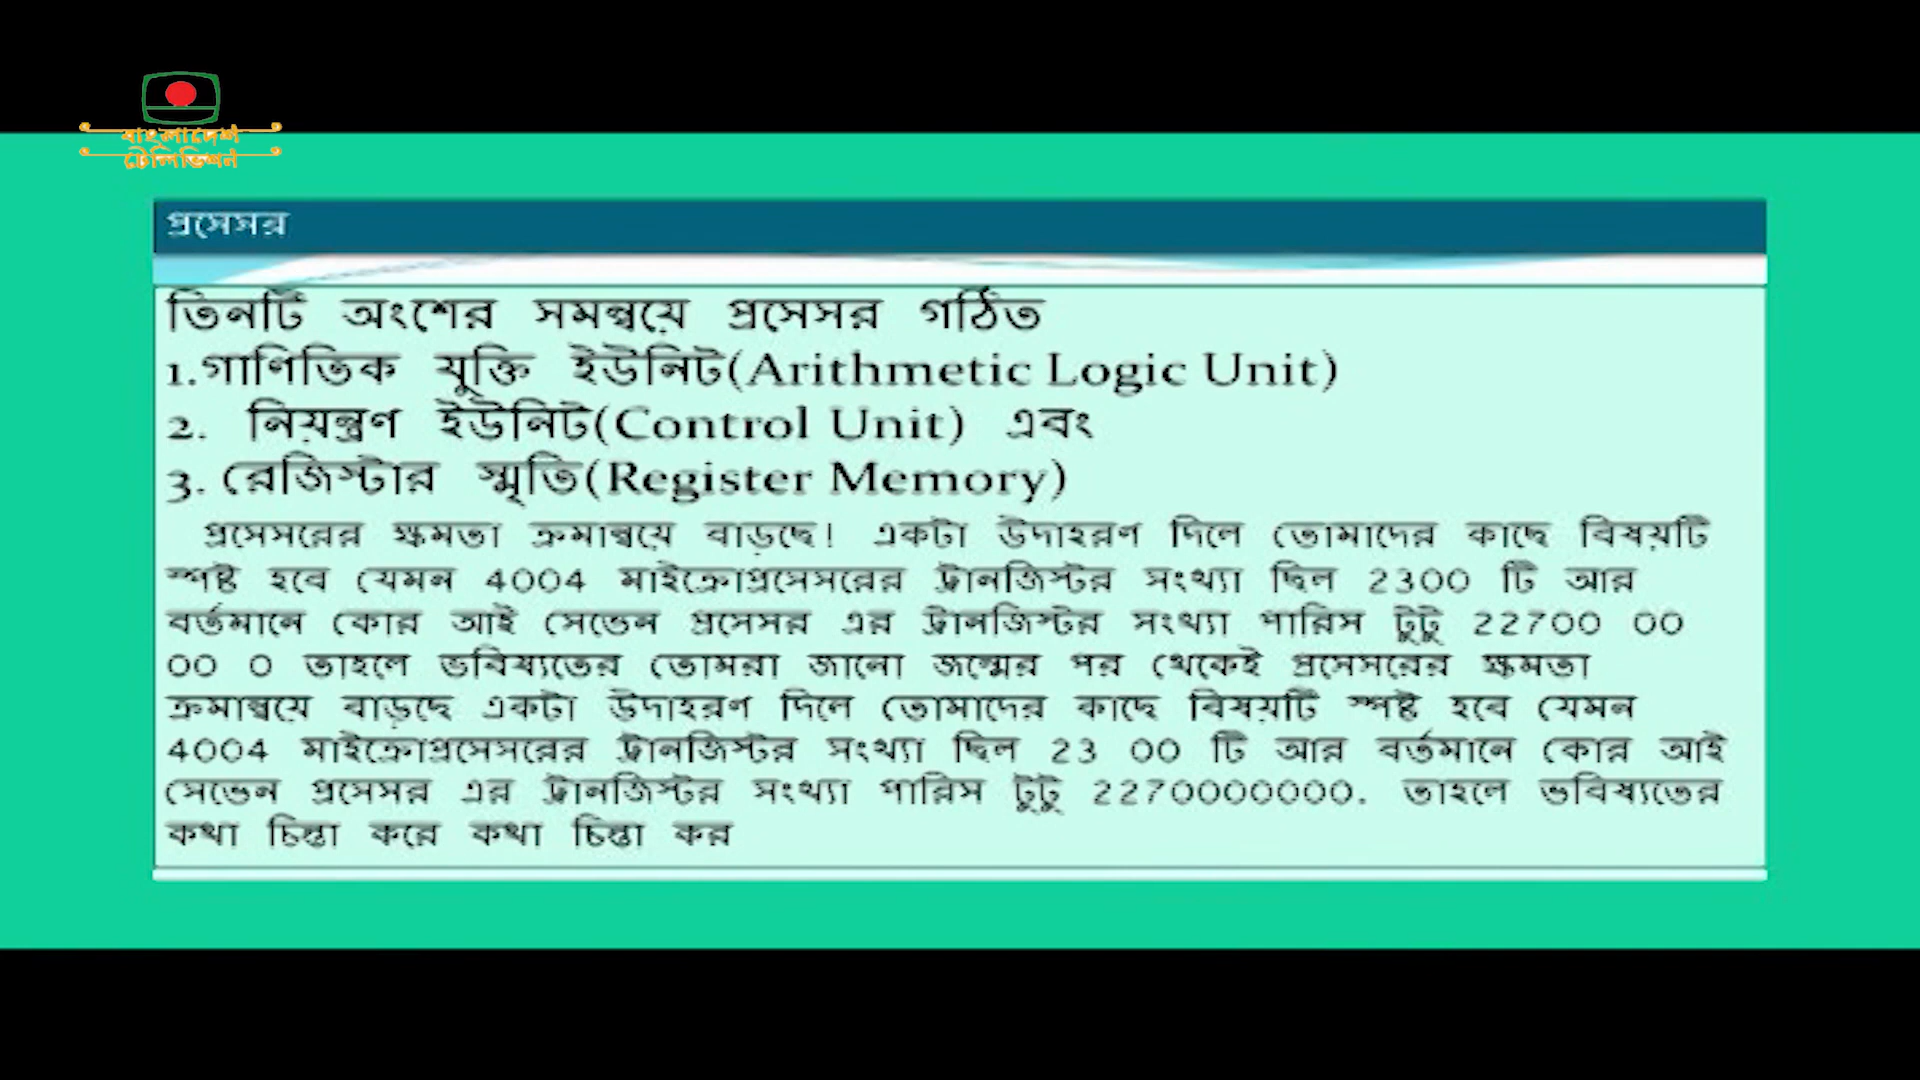 বাংলাদেশ
টেলিভিশন
প্রসেসর
তিনটি অংশের সমন্বয়ে প্রসেসর গঠিত
1.গাণিতিক যুক্তি ইউনিট(Arithmetic Logic Unit)
2. নিয়ন্ত্রণ ইউনিট(Control Unit) এবং
3. রেজিস্টার স্মৃতি(Register Memory)
প্রসেসরের ক্ষমতা ক্রমান্বয়ে বাড়ছে! একটা উদাহরণ দিলে তোমাদের কাছে বিষয়টি
স্পষ্ট হবে যেমন 4004 মাইক্রোপ্রসেসরের ট্রানজিস্টর সংখ্যা ছিল 2300 টি আর
বর্তমানে কোর আই সেভেন প্রসেসর এর ট্রানজিস্টর সংখ্যা পারিস টুটু 22700 00
00 0 তাহলে ভবিষ্যতের তোমরা জানো জন্মের পর থেকেই প্রসেসরের ক্ষমতা
ক্রমান্বয়ে বাড়ছে একটা উদাহরণ দিলে তোমাদের কাছে বিষয়টি স্পষ্ট হবে যেমন
4004 মাইক্রোপ্রসেসরের ট্রানজিস্টর সংখ্যা ছিল 23 00 টি আর বর্তমানে কোর আই
সেভেন প্রসেসর এর ট্রানজিস্টর সংখ্যা পারিস টুটু 2270000000. তাহলে ভবিষ্যতের
কথা চিন্তা করে কথা চিন্তা কর